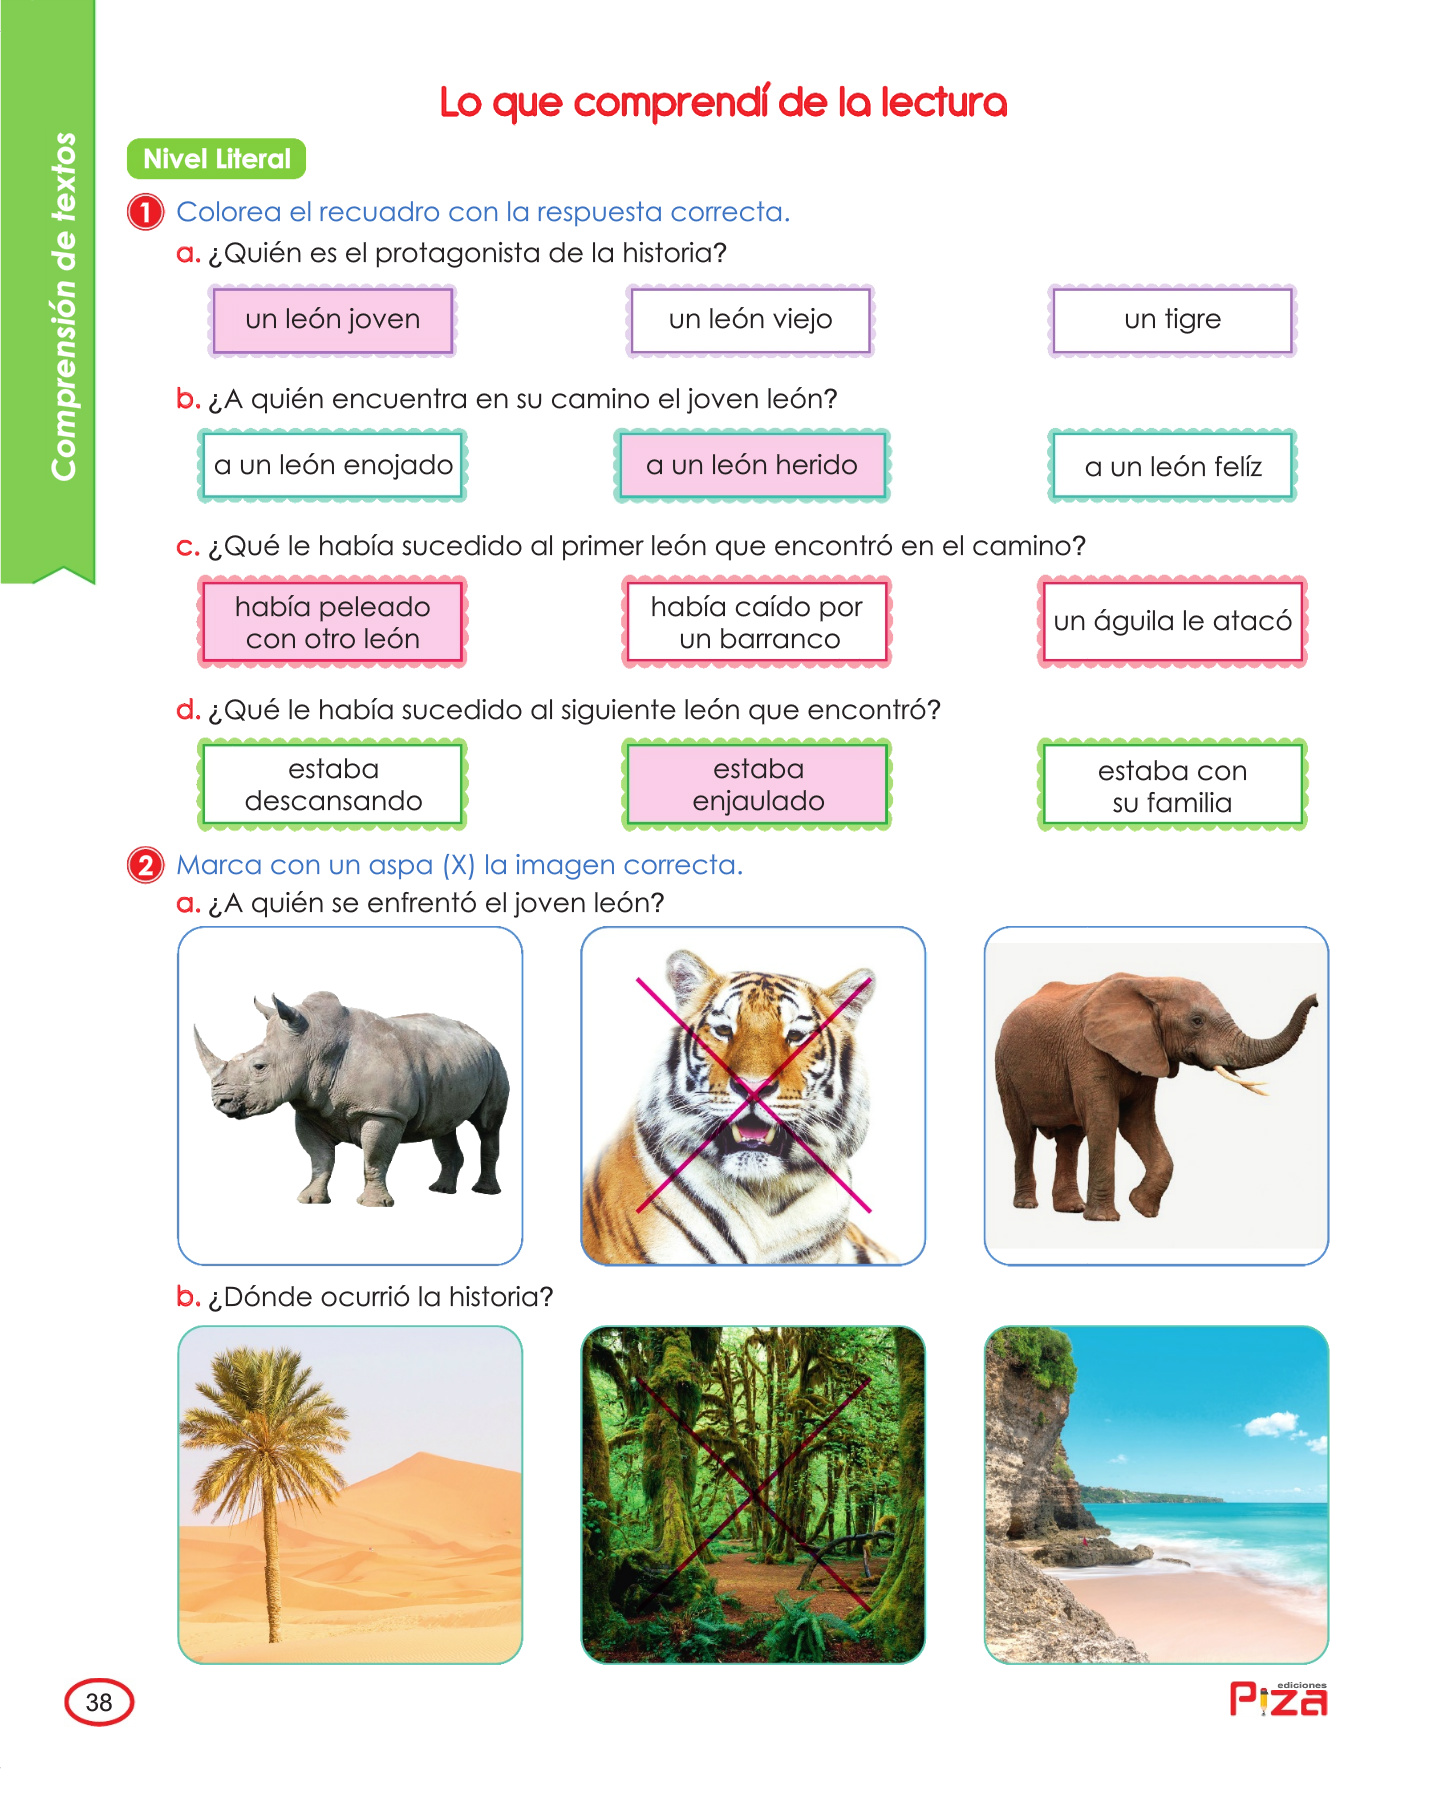 Comprensión de textos
Lo que comprendí de la lectura
Nivel Literal
1 Colorea el recuadro con la respuesta correcta.
a. ¿Quién es el protagonista de la historia?
un león joven
un león viejo
un tigre
b. ¿A quién encuentra en su camino el joven león?
a un león enojado
a un león herido
a un león felíz
c. ¿Qué le había sucedido al primer león que encontró en el camino?
había peleado
con otro león
había caído por
un barranco
un águila le atacó
d. ¿Qué le había sucedido al siguiente león que encontró?
estaba
descansando
estaba
enjaulado
estaba con
su familia
2 Marca con un aspa (X) la imagen correcta.
a. ¿A quién se enfrentó el joven león?
b. ¿Dónde ocurrió la historia?
38
ediciones
Piza